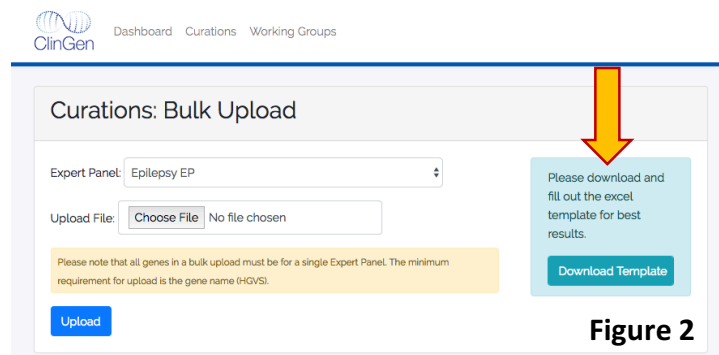 ClinGen
Dashboard Curations Working Groups
Curations: Bulk Upload
Expert Panel: Epilepsy EP
Upload File: Choose File No file chosen
Please note that all genes in a bulk upload must be for a single Expert Panel. The minimum
requirement for upload is the gene name (HGVS).
Upload
Please download and
fill out the excel
template for best
results.
Download Template
Figure 2